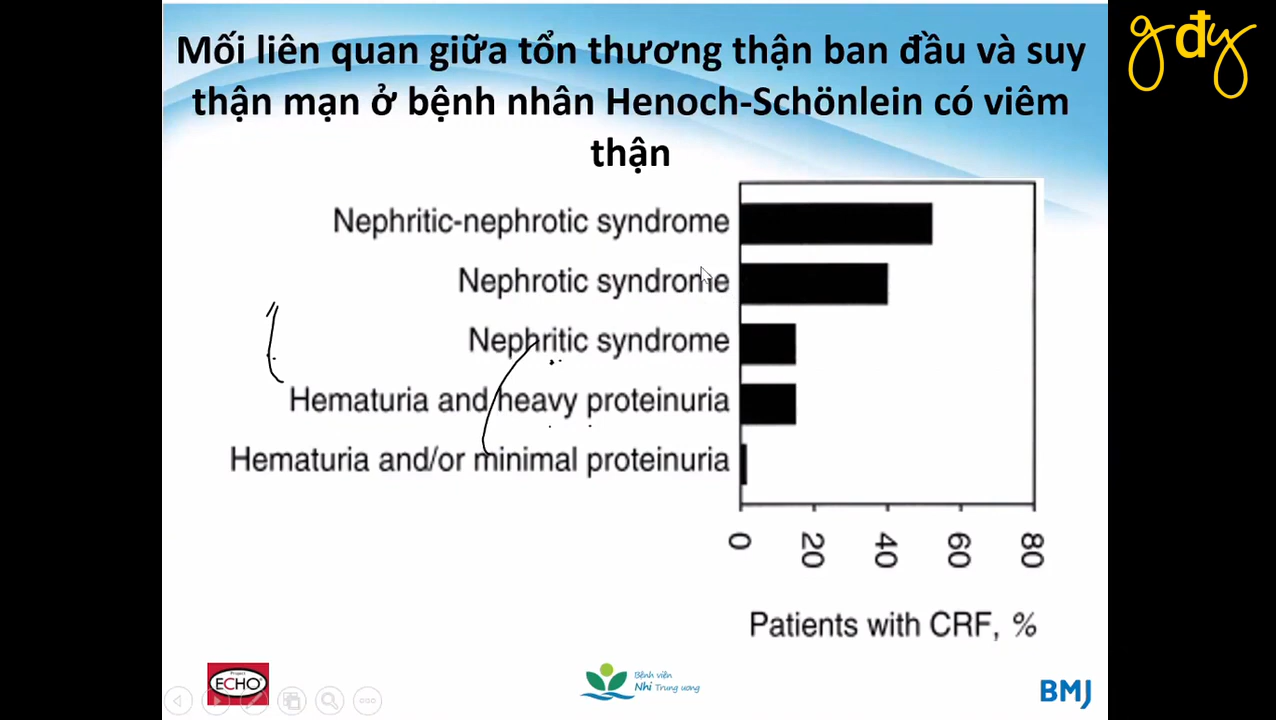 gdy
Mối liên quan giữa tổn thương thận ban đầu và suy
thận mạn ở bệnh nhân Henoch-Schönlein có viêm
thận
Nephritic-nephrotic syndrome
Nephrotic syndrome
Nephritic syndrome
Hematuria and heavy proteinuria
Hematuria and/or minimal proteinuria
0 20 40 60 80
Patients with CRF, %
Project
ECHO
Bệnh viện
Nhi Trung ương
BMJ